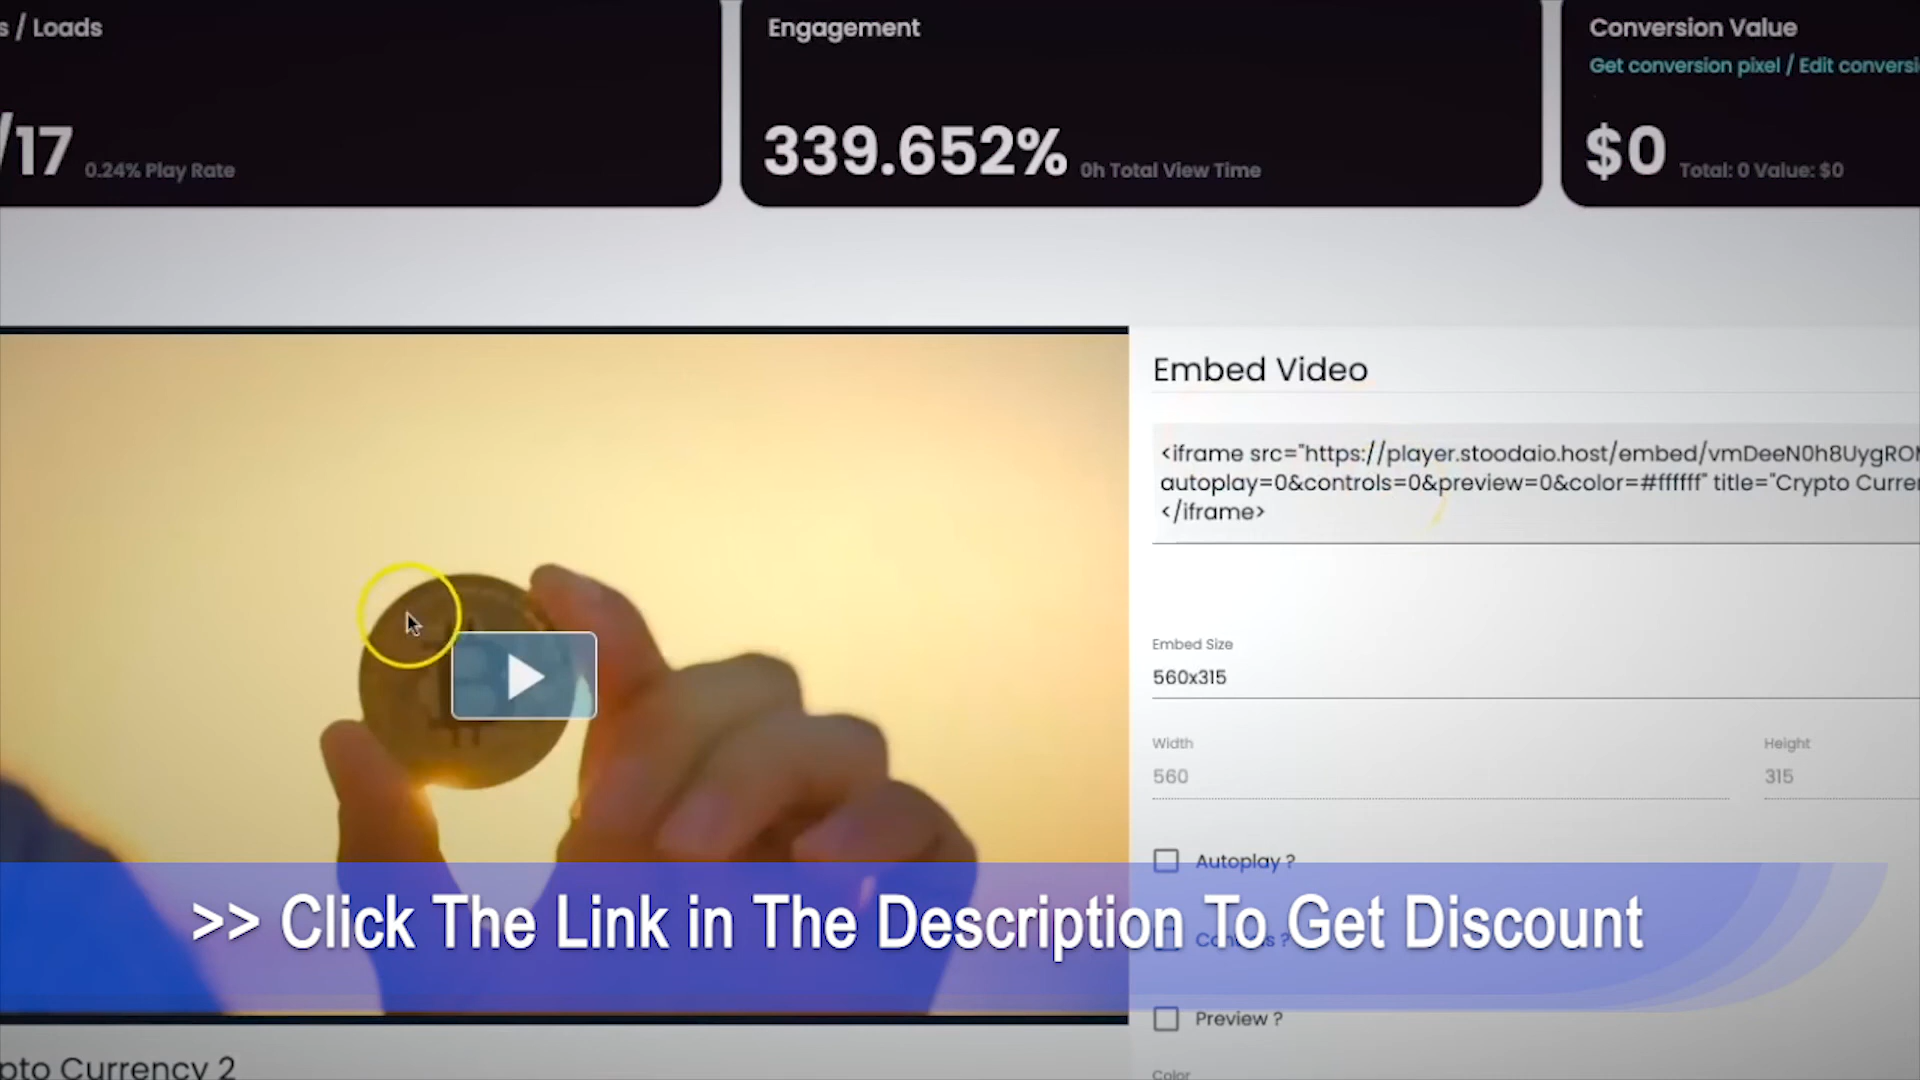 s / Loads
Engagement
Conversion Value
Get conversion pixel / Edit conversi
/17
0.24% Play Rate
339.652%
0h Total View Time
$0
Total: 0 Value: $0
Embed Video
<iframe src="https://player.stoodaio.host/embed/vmDeeN0h8UygRO
autoplay=0&controls=0&preview=0&color=#ffffff" title="Crypto Curre
</iframe>
Embed Size
560x315
Width
Height
560
315
Autoplay ?
>> Click The Link in The Description To Get Discount
Preview ?
pto Currency 2
Color